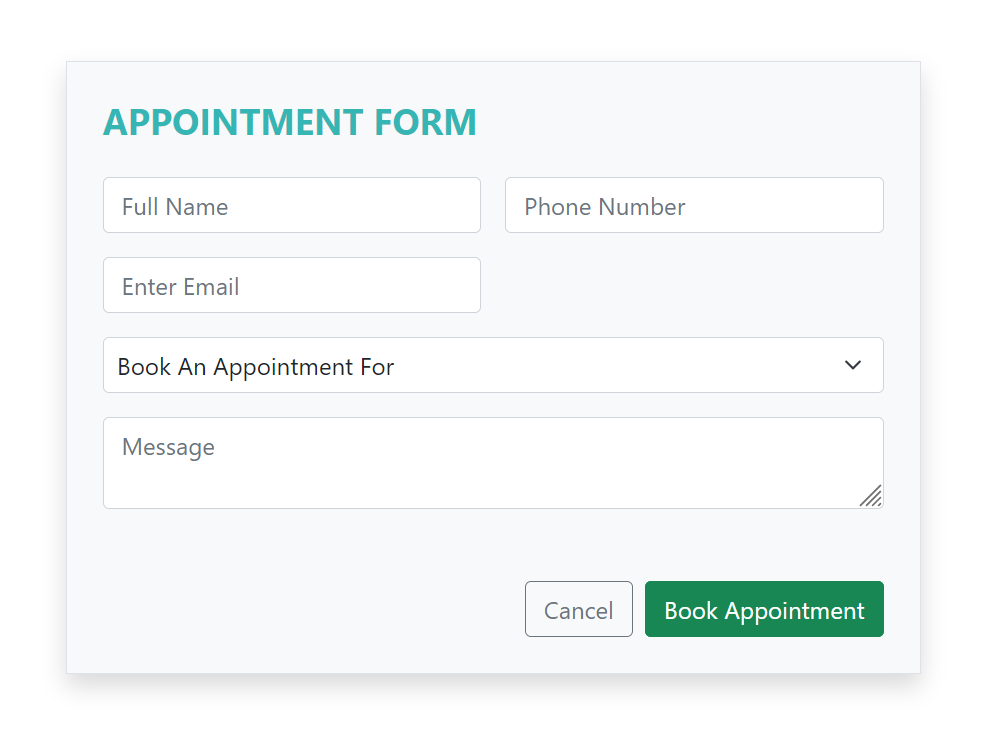 APPOINTMENT FORM
Full Name
Phone Number
Enter Email
Book An Appointment For
Message
Cancel
Book Appointment